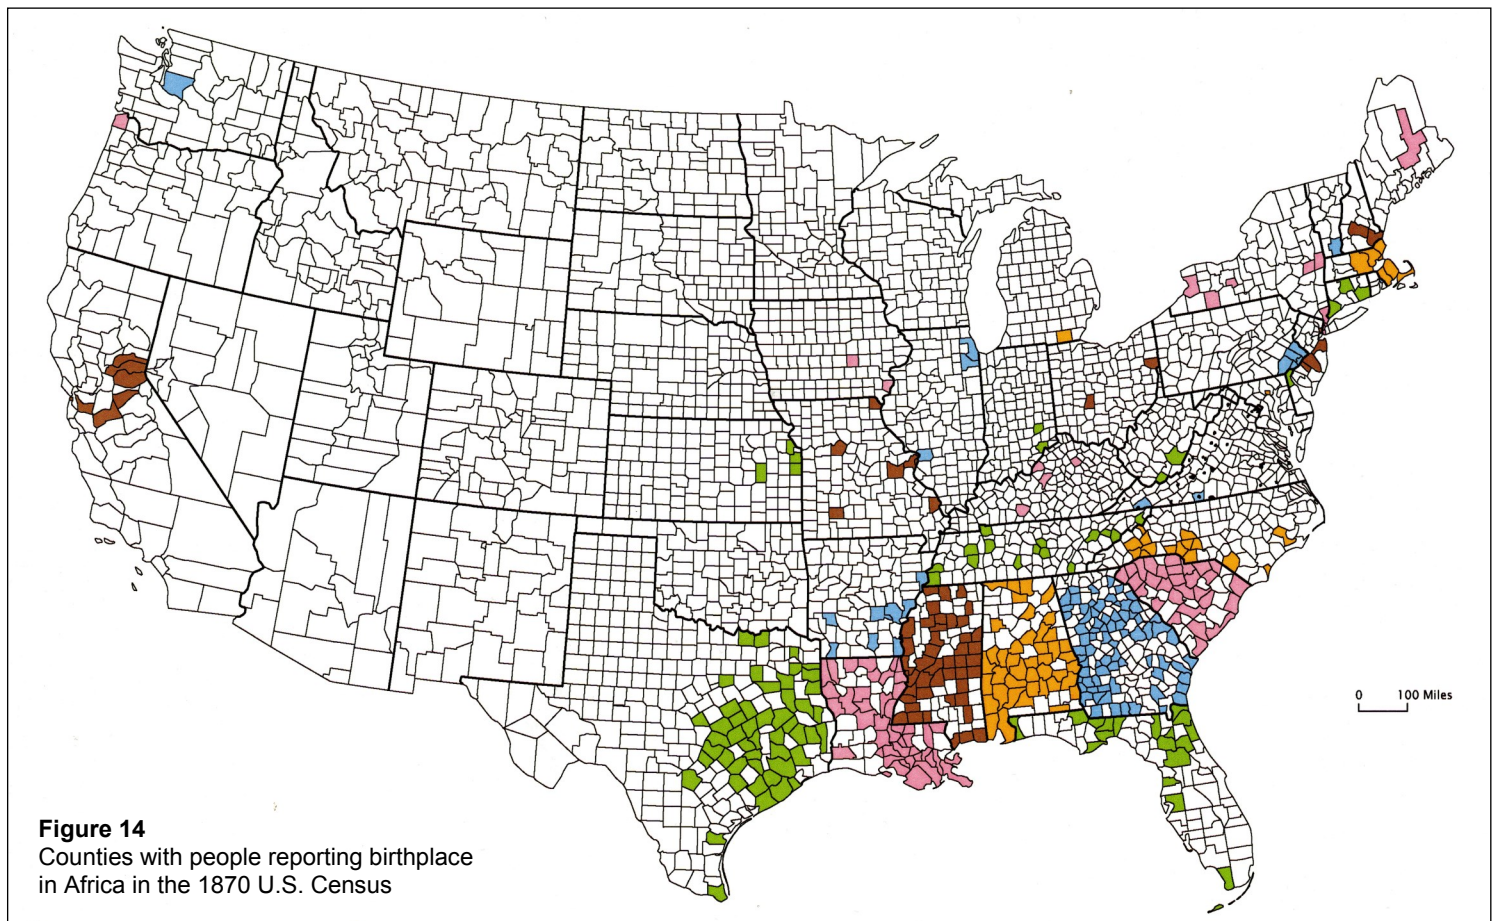 0 100 Miles
Figure 14
Counties with people reporting birthplace
in Africa in the 1870 U.S. Census